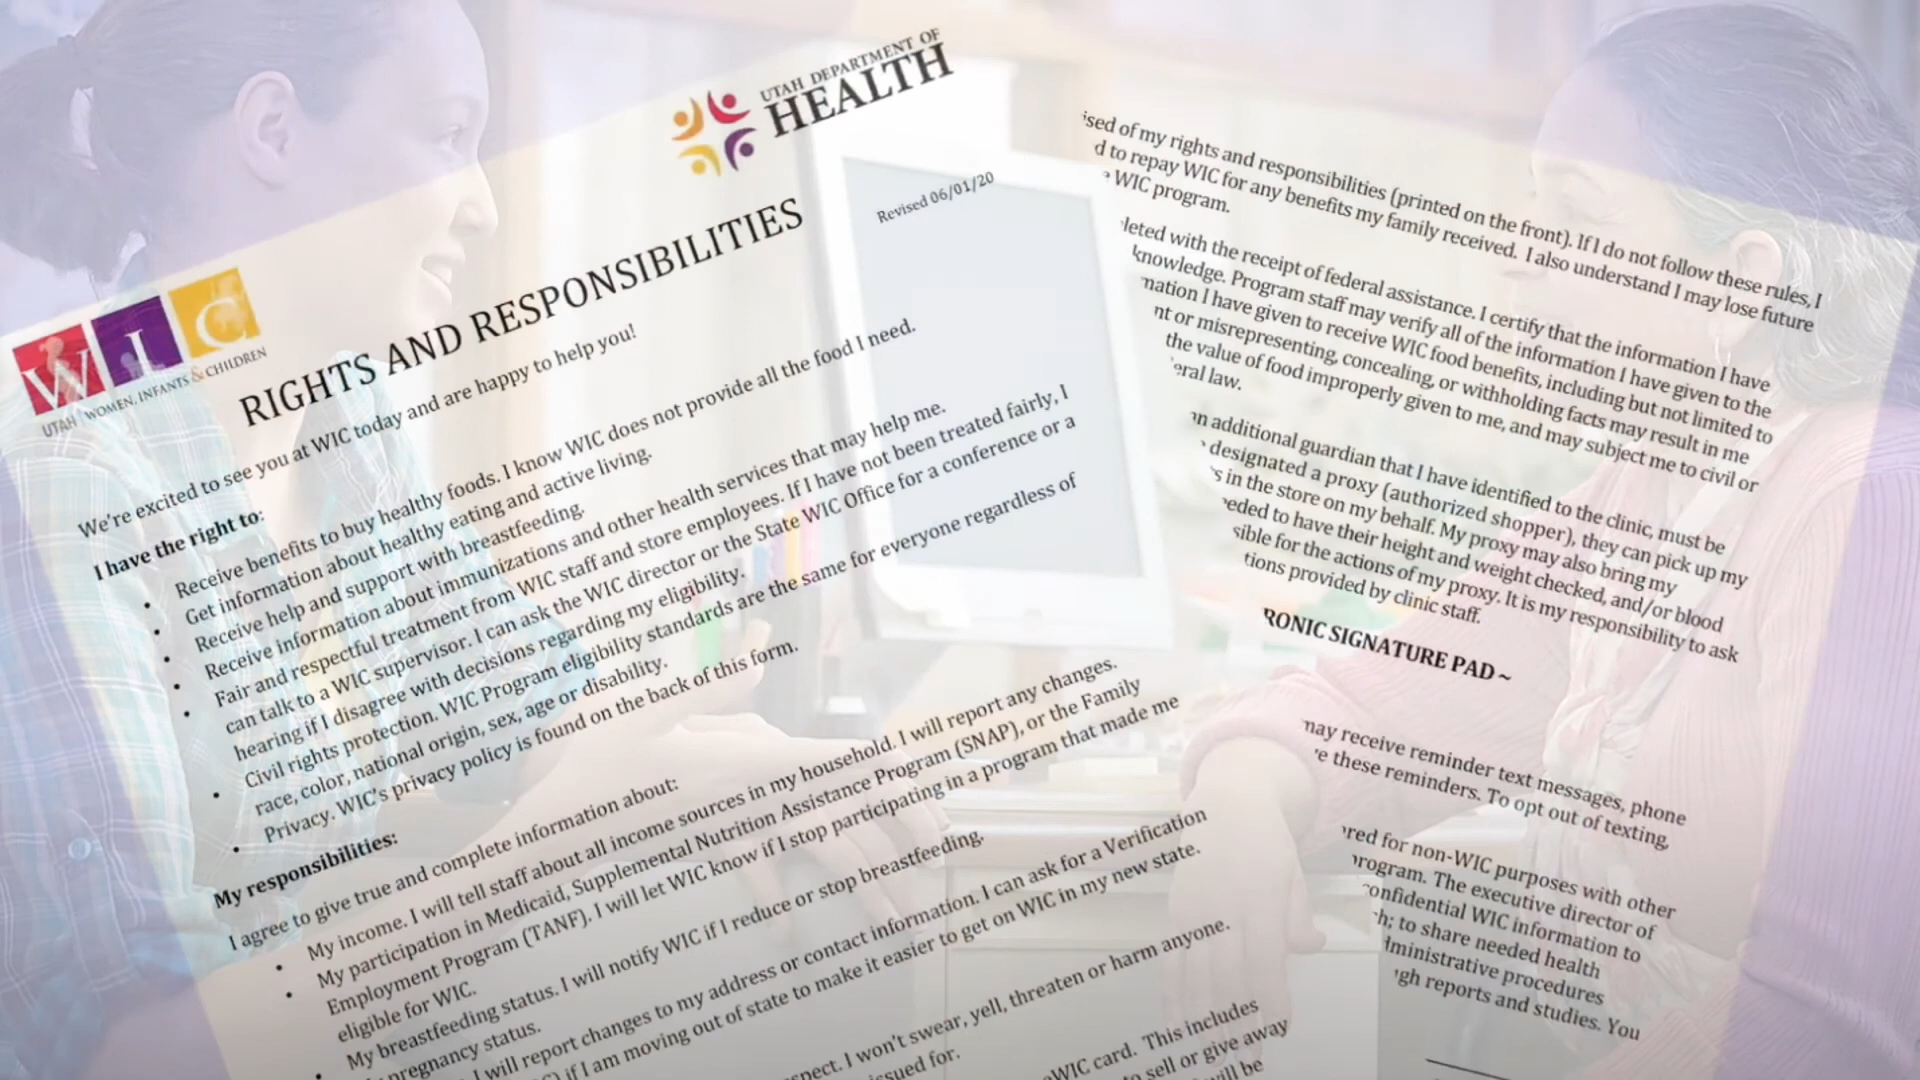 UTAH DEPARTMENT OF
HEALTH
W I C
UTAH WOMEN, INFANTS & CHILDREN
RIGHTS AND RESPONSIBILITIES
Revised 06/01/20
We're excited to see you at WIC today and are happy to help you!
I have the right to:
• Receive benefits to buy healthy foods. I know WIC does not provide all the food I need.
• Get information about healthy eating and active living.
• Receive help and support with breastfeeding.
• Receive information about immunizations and other health services that may help me.
• Fair and respectful treatment from WIC staff and store employees. If I have not been treated fairly, I
can talk to a WIC supervisor. I can ask the WIC director or the State WIC Office for a conference or a
hearing if I disagree with decisions regarding my eligibility.
• Civil rights protection. WIC Program eligibility standards are the same for everyone regardless of
race, color, national origin, sex, age or disability.
• Privacy. WIC's privacy policy is found on the back of this form.
My responsibilities:
I agree to give true and complete information about:
• My income. I will tell staff about all income sources in my household. I will report any changes.
• My participation in Medicaid, Supplemental Nutrition Assistance Program (SNAP), or the Family
Employment Program (TANF). I will let WIC know if I stop participating in a program that made me
eligible for WIC.
• My breastfeeding status. I will notify WIC if I reduce or stop breastfeeding.
pregnancy status.
I will report changes to my address or contact information. I can ask for a Verification
if I am moving out of state to make it easier to get on WIC in my new state.
I won't swear, yell, threaten or harm anyone.
for.
WIC card. This includes
sell or give away
be
of my rights and responsibilities (printed on the front). If I do not follow these rules, I
to repay WIC for any benefits my family received. I also understand I may lose future
WIC program.
with the receipt of federal assistance. I certify that the information I have
knowledge. Program staff may verify all of the information I have given to the
I have given to receive WIC food benefits, including but not limited to
or misrepresenting, concealing, or withholding facts may result in me
the value of food improperly given to me, and may subject me to civil or
law.
an additional guardian that I have identified to the clinic, must be
designated a proxy (authorized shopper), they can pick up my
in the store on my behalf. My proxy may also bring my
to have their height and weight checked, and/or blood
for the actions of my proxy. It is my responsibility to ask
provided by clinic staff.
RONIC SIGNATURE PAD ~
may receive reminder text messages, phone
these reminders. To opt out of texting,
for non-WIC purposes with other
program. The executive director of
confidential WIC information to
to share needed health
administrative procedures
reports and studies. You